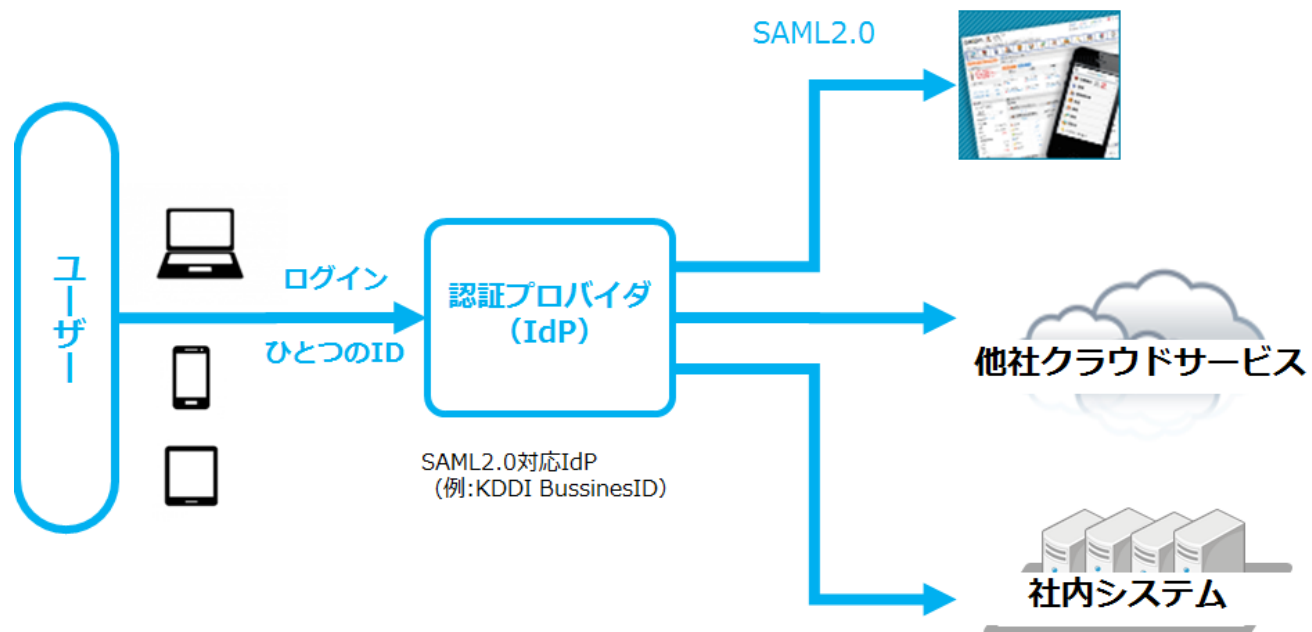 SAML2.0
ユーザー
ログイン
ひとつのID
認証プロバイダ
（IdP）
SAML2.0対応IdP
（例:KDDI BussinesID）
他社クラウドサービス
社内システム